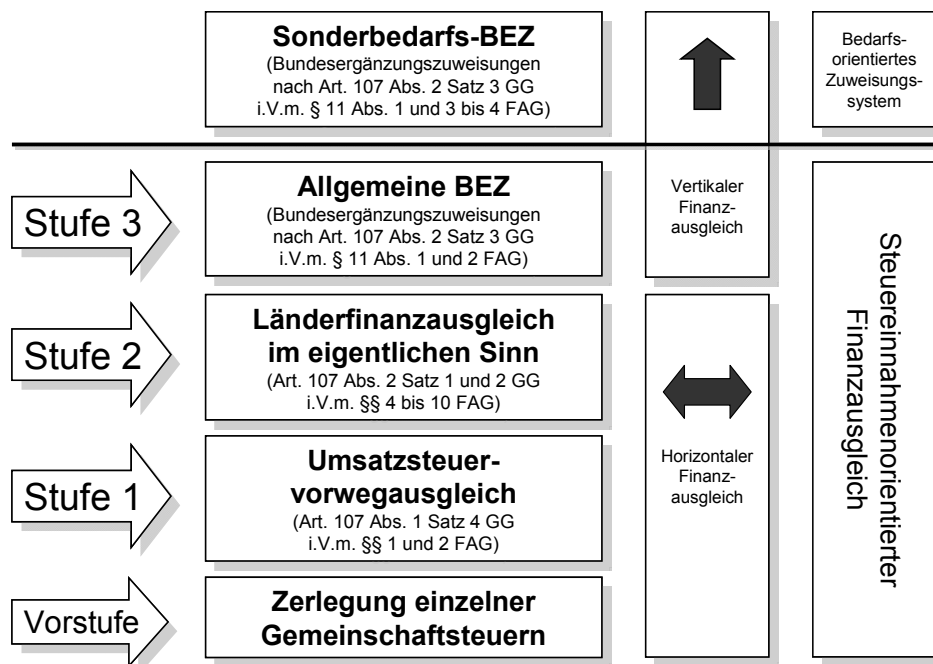 Sonderbedarfs-BEZ
(Bundesergänzungszuweisungen
nach Art. 107 Abs. 2 Satz 3 GG
i.V.m. § 11 Abs. 1 und 3 bis 4 FAG)
Bedarfs-
orientiertes
Zuweisungs-
system
Stufe 3
Allgemeine BEZ
(Bundesergänzungszuweisungen
nach Art. 107 Abs. 2 Satz 3 GG
i.V.m. § 11 Abs. 1 und 2 FAG)
Vertikaler
Finanz-
ausgleich
Stufe 2
Länderfinanzausgleich
im eigentlichen Sinn
(Art. 107 Abs. 2 Satz 1 und 2 GG
i.V.m. §§ 4 bis 10 FAG)
Stufe 1
Umsatzsteuer-
vorwegausgleich
(Art. 107 Abs. 1 Satz 4 GG
i.V.m. §§ 1 und 2 FAG)
Horizontaler
Finanz-
ausgleich
Vorstufe
Zerlegung einzelner
Gemeinschaftsteuern
Steuereinnahmenorientierter
Finanzausgleich